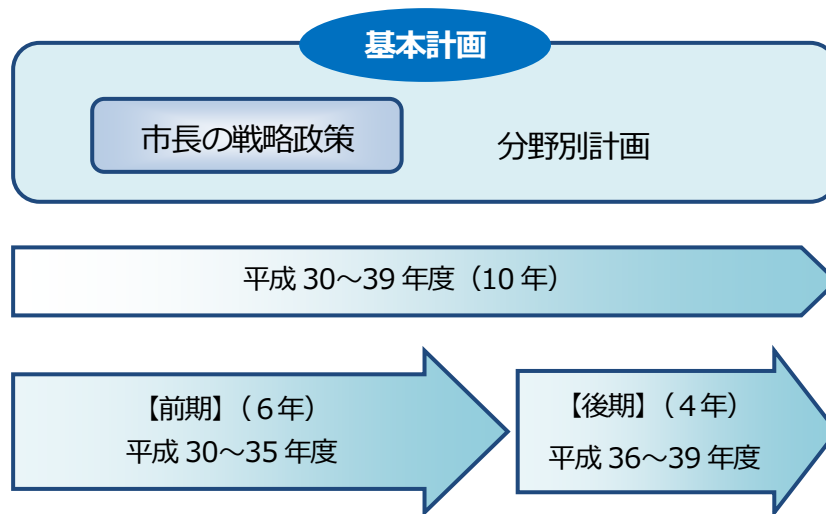 基本計画
市長の戦略政策
分野別計画
平成 30～39 年度（10 年）
【前期】（６年）
平成 30～35 年度
【後期】（４年）
平成 36～39 年度